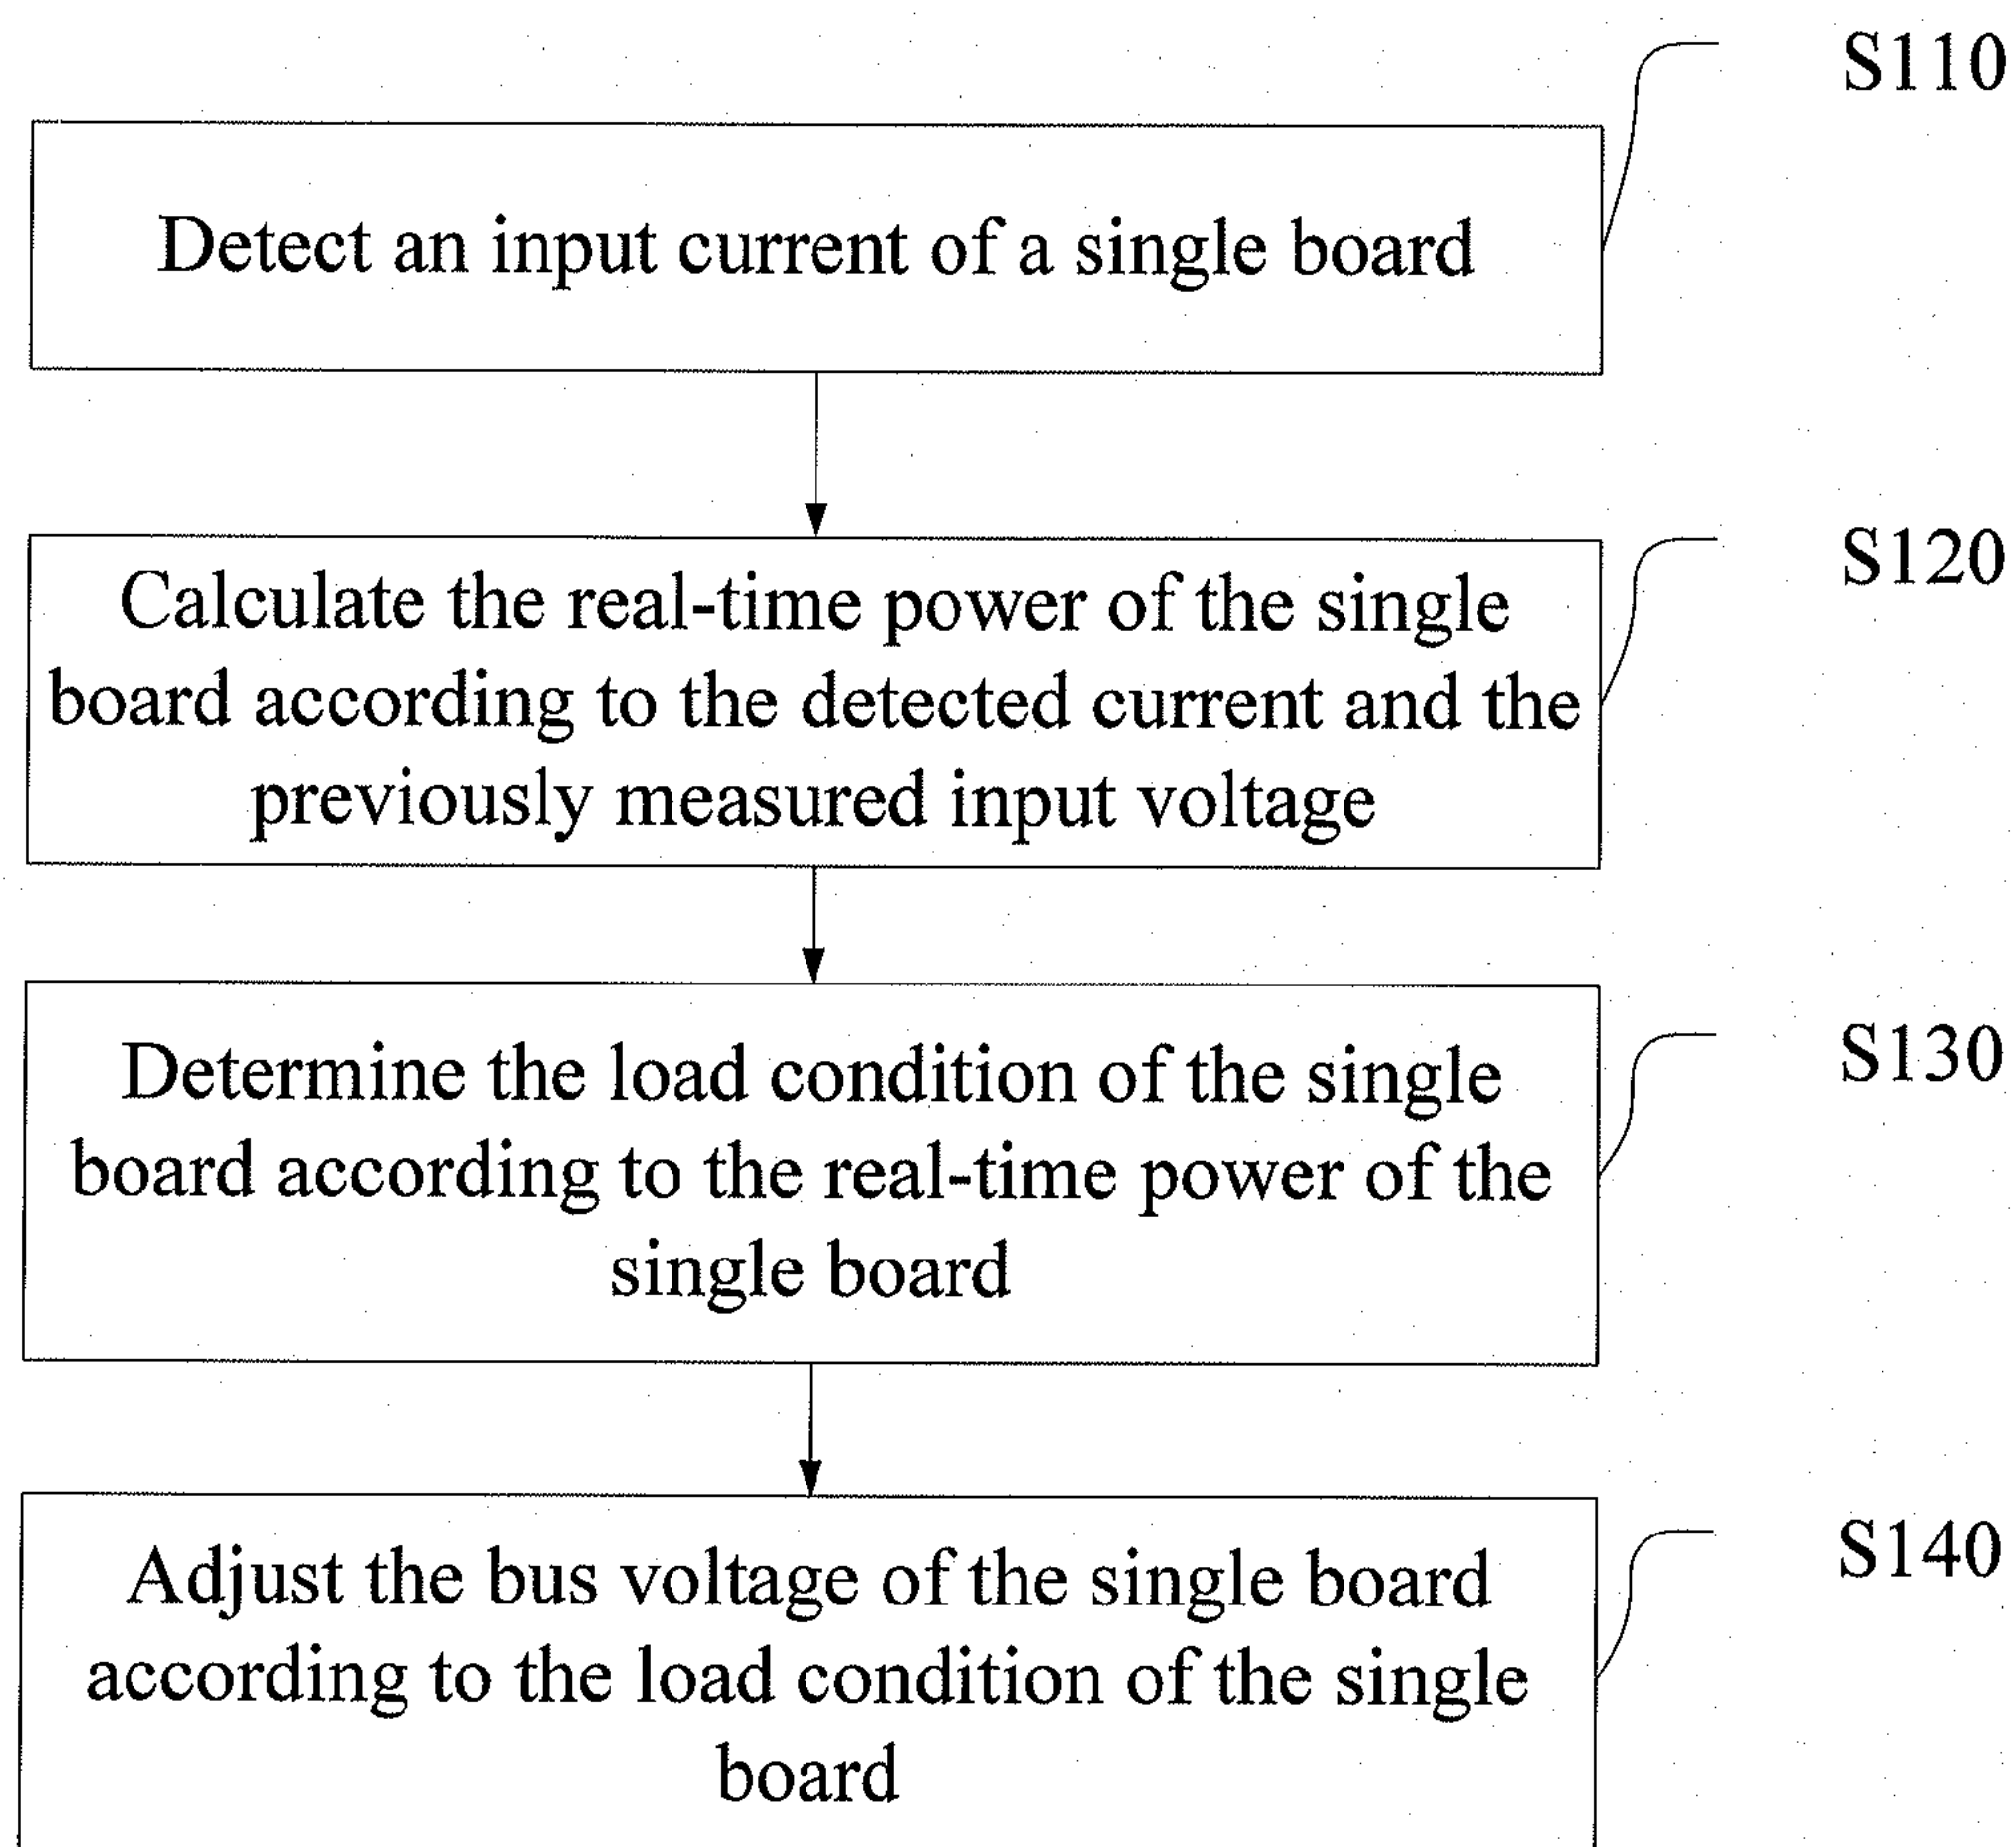 S110
Detect an input current of a single board
S120
Calculate the real-time power of the single
board according to the detected current and the
previously measured input voltage
S130
Determine the load condition of the single
board according to the real-time power of the
single board
S140
Adjust the bus voltage of the single board
according to the load condition of the single
board